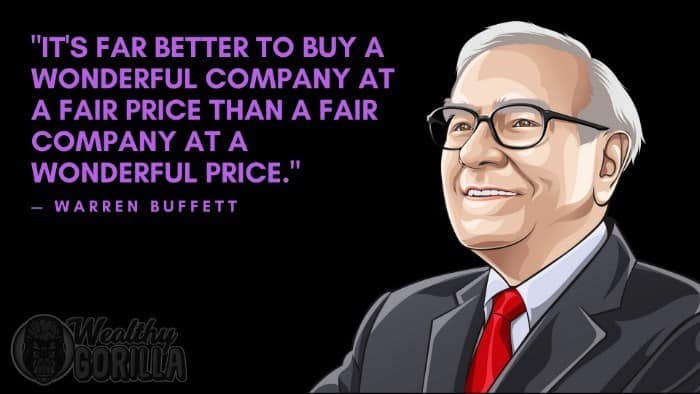 "IT'S FAR BETTER TO BUY A
WONDERFUL COMPANY AT
A FAIR PRICE THAN A FAIR
COMPANY AT A
WONDERFUL PRICE."
— WARREN BUFFETT
Wealthy
GORILLA